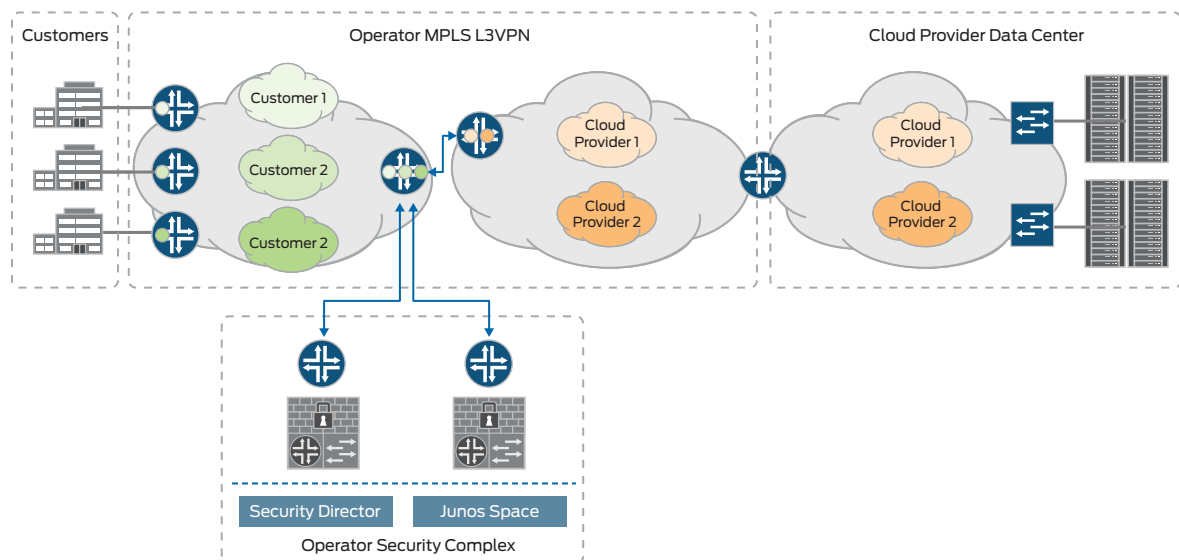 Customers
Operator MPLS L3VPN
Cloud Provider Data Center
Customer 1
Customer 2
Customer 2
Cloud
Provider 1
Cloud
Provider 2
Cloud
Provider 1
Cloud
Provider 2
Security Director
Junos Space
Operator Security Complex